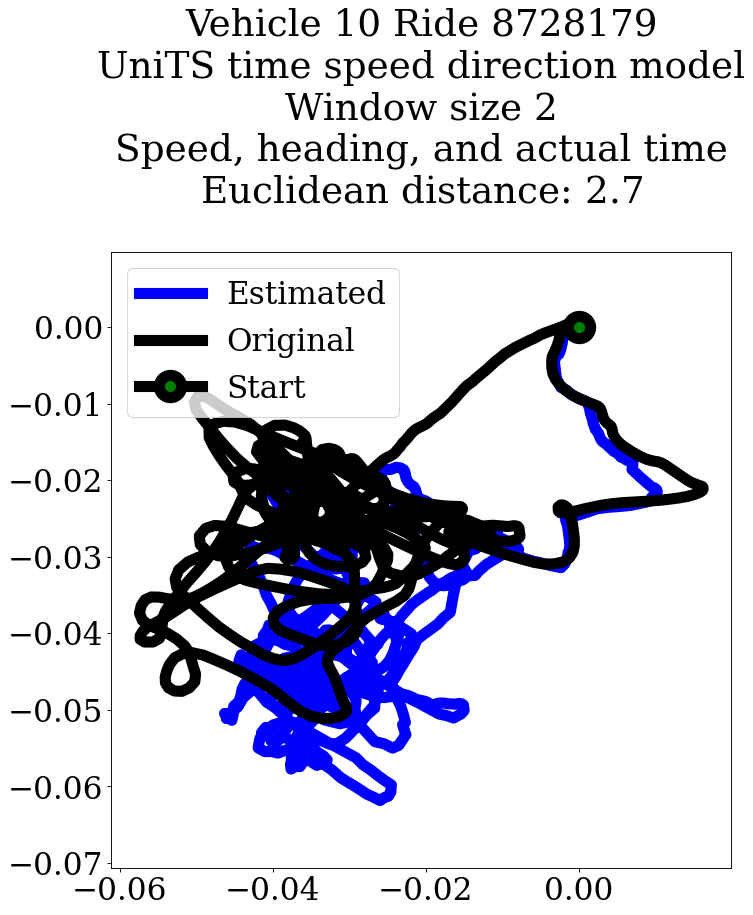 Vehicle 10 Ride 8728179
UniTS time speed direction model
Window size 2
Speed, heading, and actual time
Euclidean distance: 2.7
Estimated
Original
Start
0.00
−0.01
−0.02
−0.03
−0.04
−0.05
−0.06
−0.07
−0.06 −0.04 −0.02 0.00